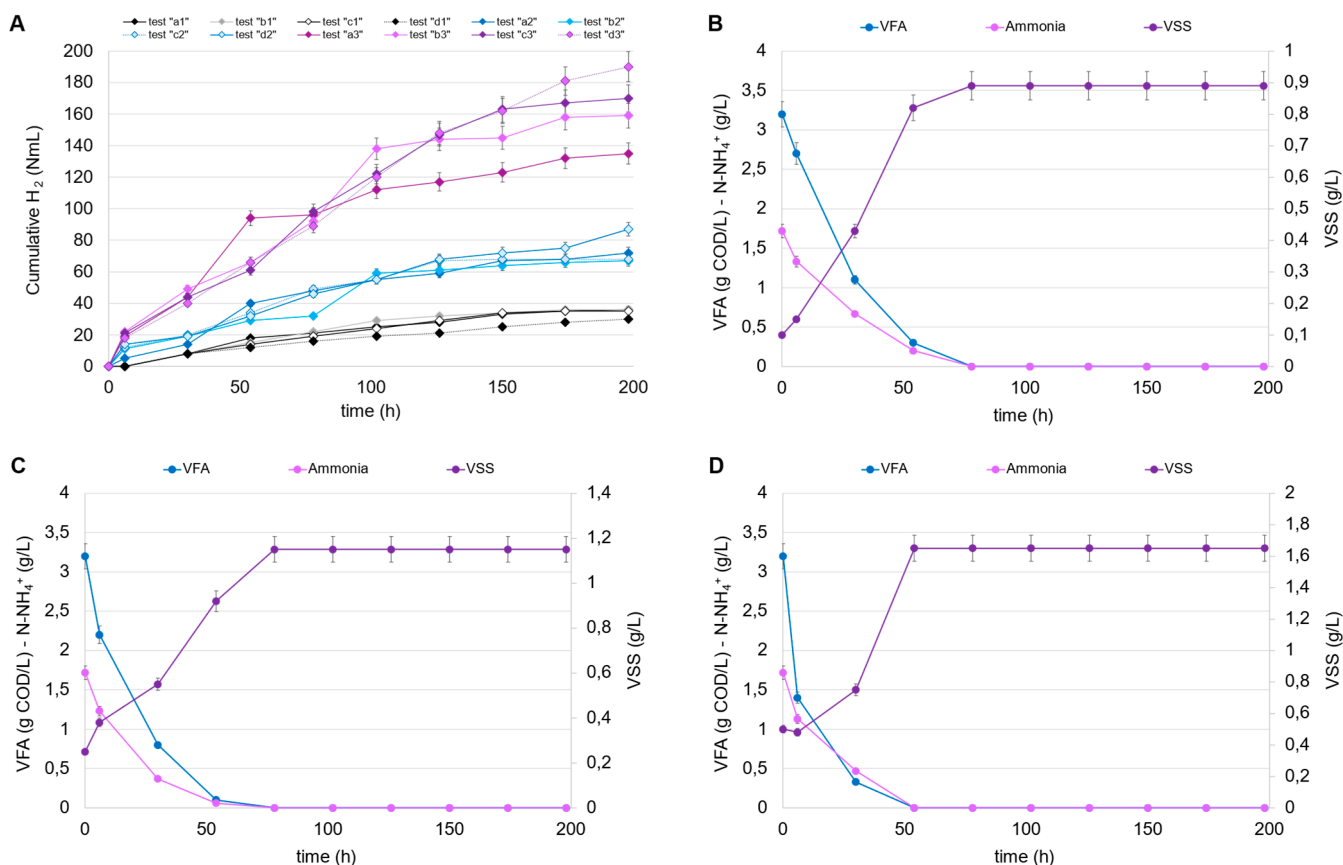 A
test "a1" test "b1" test "c1" test "d1" test "a2" test "b2"
test "c2" test "d2" test "a3" test "b3" test "c3" test "d3"
200
180
160
140
120
100
80
60
40
20
0
Cumulative H₂ (NmL)
0 50 100 150 200
time (h)
B
VFA Ammonia VSS
4
3,5
3
2,5
2
1,5
1
0,5
0
VFA (g COD/L) - N-NH₄⁺ (g/L)
1
0,9
0,8
0,7
0,6
0,5
0,4
0,3
0,2
0,1
0
VSS (g/L)
0 50 100 150 200
time (h)
C
VFA Ammonia VSS
4
3,5
3
2,5
2
1,5
1
0,5
0
VFA (g COD/L) - N-NH₄⁺ (g/L)
1,4
1,2
1
0,8
0,6
0,4
0,2
0
VSS (g/L)
0 50 100 150 200
time (h)
D
VFA Ammonia VSS
4
3,5
3
2,5
2
1,5
1
0,5
0
VFA (g COD/L) - N-NH₄⁺ (g/L)
2
1,8
1,6
1,4
1,2
1
0,8
0,6
0,4
0,2
0
VSS (g/L)
0 50 100 150 200
time (h)